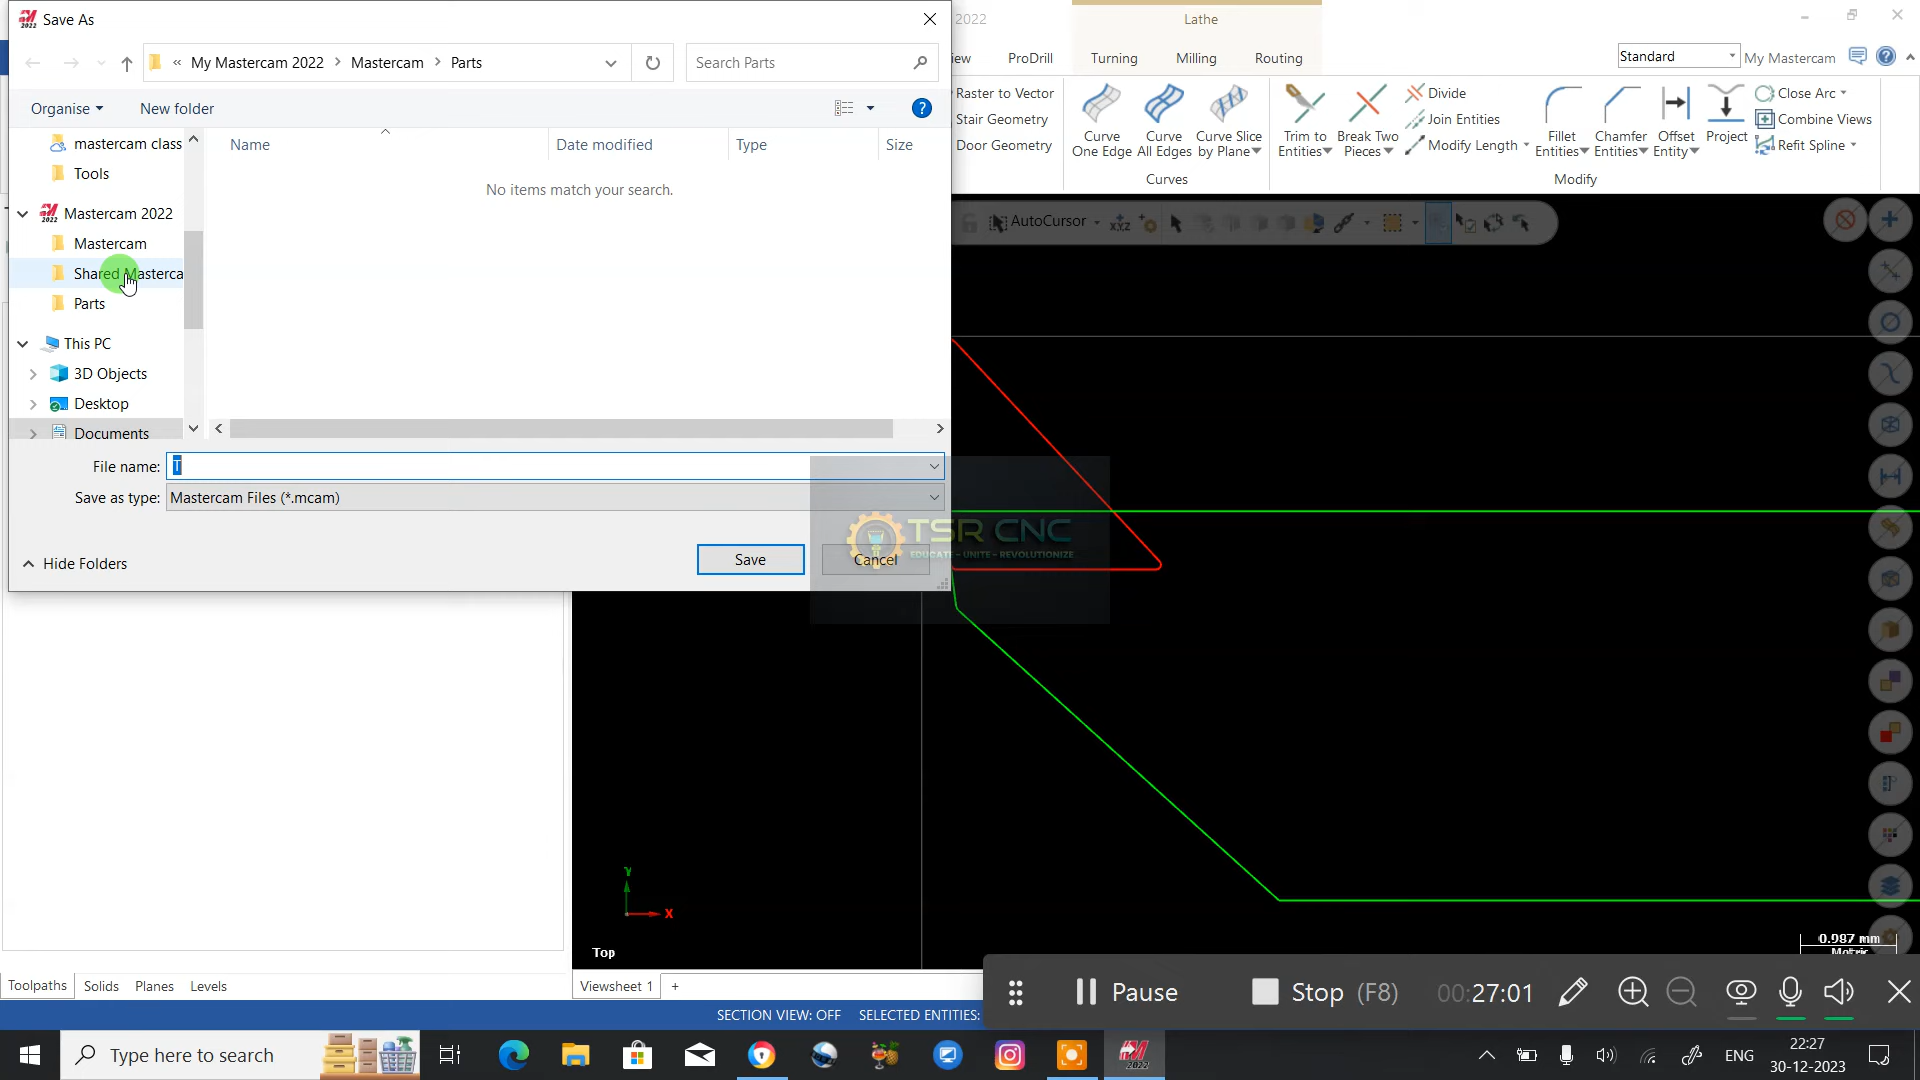 Save As
2022
Lathe
« My Mastercam 2022 > Mastercam > Parts
Search Parts
ProDrill
Turning
Milling
Routing
Standard
My Mastercam
Organise
New folder
Raster to Vector
Stair Geometry
Door Geometry
Curve
One Edge
Curve
All Edges
Curve Slice
by Plane
Curves
Trim to
Entities
Break Two
Pieces
Divide
Join Entities
Modify Length
Fillet
Entities
Chamfer
Entities
Offset
Entity
Project
Close Arc
Combine Views
Refit Spline
Modify
mastercam class
Tools
Mastercam 2022
Mastercam
Shared Masterca
Parts
This PC
3D Objects
Desktop
Documents
Name
Date modified
Type
Size
No items match your search.
AutoCursor
XYZ
File name: T
Save as type: Mastercam Files (*.mcam)
Hide Folders
Save
Cancel
TSR CNC
EDUCATE - UNITE - REVOLUTIONIZE
Y
X
Top
0.987 mm
Metric
Toolpaths
Solids
Planes
Levels
Viewsheet 1
+
SECTION VIEW: OFF
SELECTED ENTITIES:
Pause
Stop (F8)
00:27:01
Type here to search
2022
ENG
22:27
30-12-2023